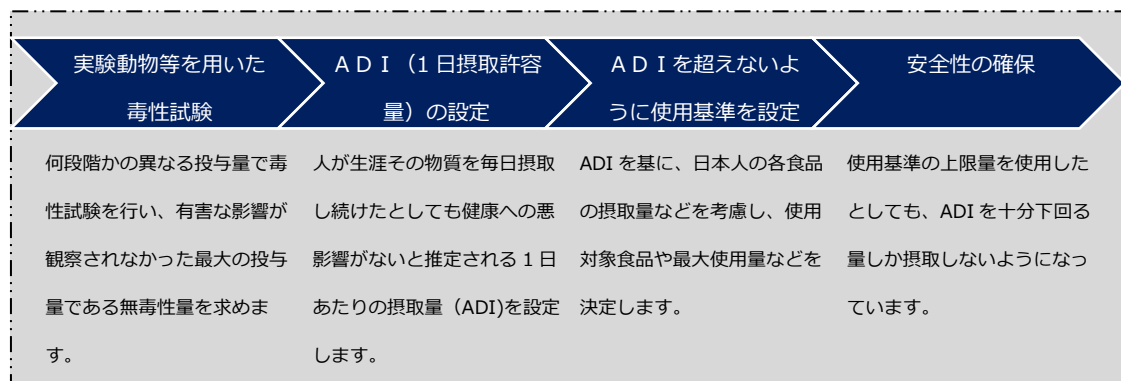 実験動物等を用いた
毒性試験
ＡＤＩ（1 日摂取許容
量）の設定
ＡＤＩを超えないよ
うに使用基準を設定
安全性の確保
何段階かの異なる投与量で毒
性試験を行い、有害な影響が
観察されなかった最大の投与
量である無毒性量を求めま
す。
人が生涯その物質を毎日摂取
し続けたとしても健康への悪
影響がないと推定される 1 日
あたりの摂取量（ADI)を設定
します。
ADI を基に、日本人の各食品
の摂取量などを考慮し、使用
対象食品や最大使用量などを
決定します。
使用基準の上限量を使用した
としても、ADI を十分下回る
量しか摂取しないようになっ
ています。